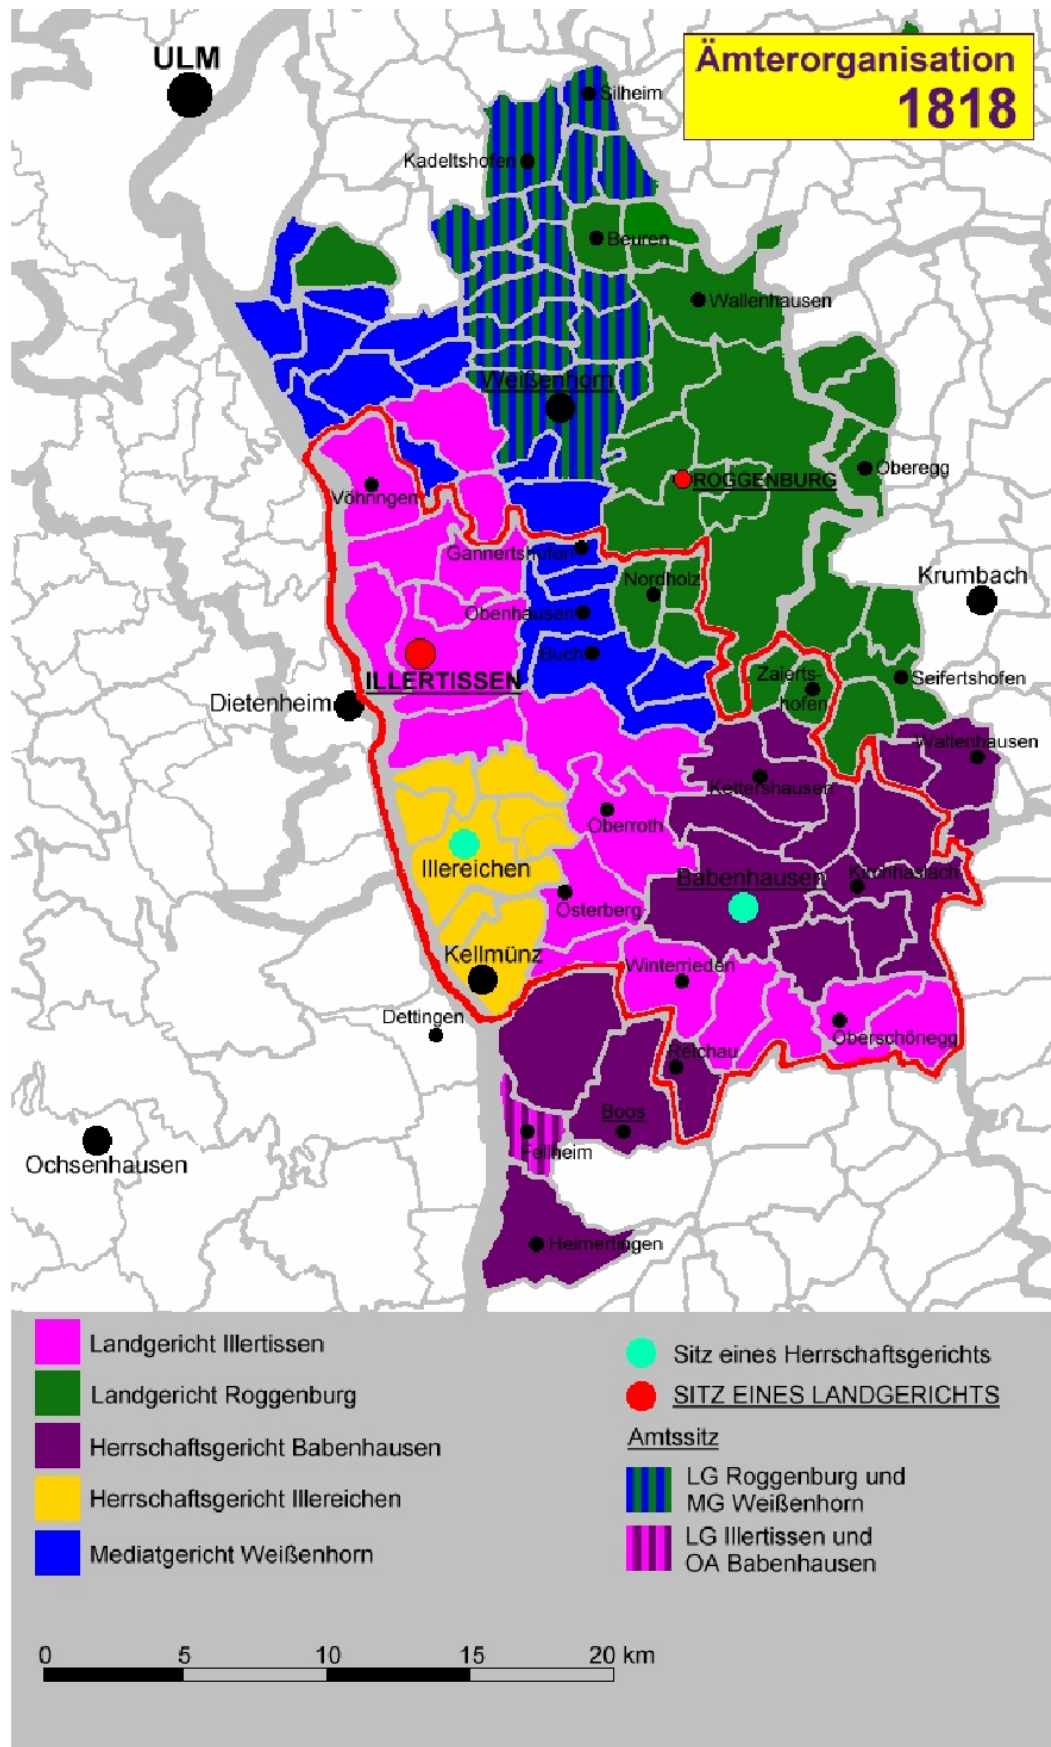 Ämterorganisation
1818
ULM
Silheim
Kadeltshofen
Beuren
Wallenhausen
Weißenhorn
Oberegg
ROGGENBURG
Vöhringen
Gannertshofen
Nordholz
Krumbach
Obenhausen
Buch
ILLERTISSEN
Zaierts-
hofen
Seifertshofen
Dietenheim
Waltenhausen
Kettershausen
Oberroth
Illereichen
Babenhausen
Kirchhaslach
Osterberg
Kellmünz
Winterrieden
Dettingen
Oberschönegg
Reichau
Boos
Ochsenhausen
Fellheim
Heimertingen
Landgericht Illertissen
Landgericht Roggenburg
Herrschaftsgericht Babenhausen
Herrschaftsgericht Illereichen
Mediatgericht Weißenhorn
Sitz eines Herrschaftsgerichts
SITZ EINES LANDGERICHTS
Amtssitz
LG Roggenburg und
MG Weißenhorn
LG Illertissen und
OA Babenhausen
0 5 10 15 20 km